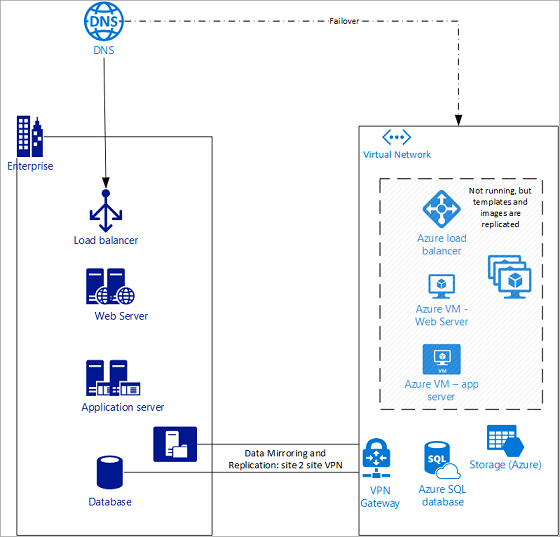 DNS
DNS
Failover
Enterprise
Virtual Network
Not running, but
templates and
images are
replicated
Load balancer
Azure load
balancer
Web Server
Azure VM -
Web Server
Application server
VM
Azure VM – app
server
Data Mirroring and
Replication: site 2 site VPN
Database
VPN
Gateway
SQL
Azure SQL
database
Storage (Azure)